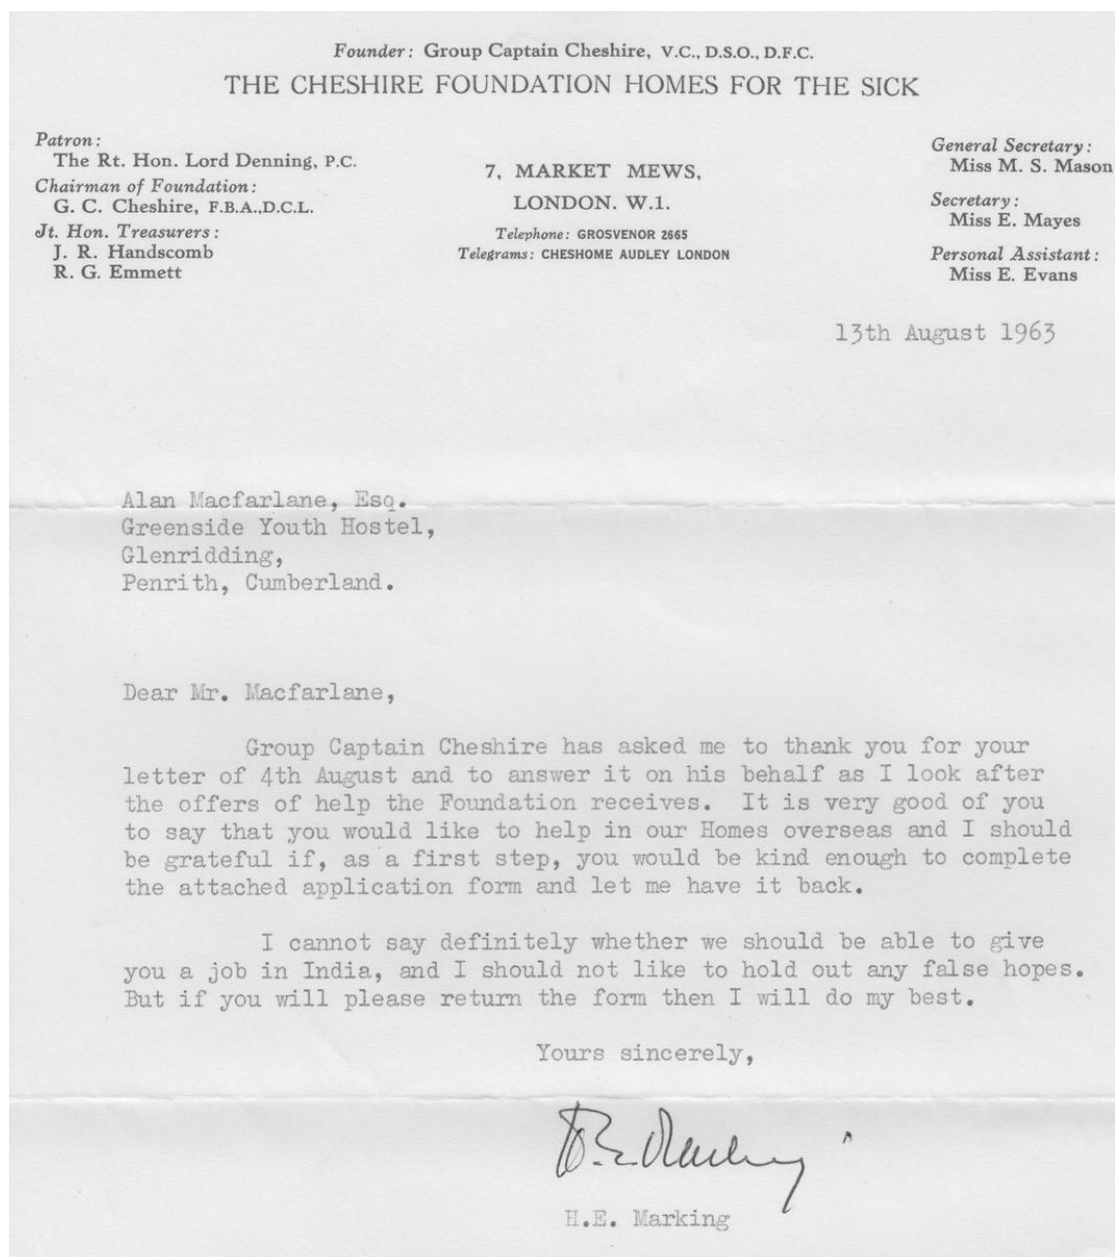 Founder: Group Captain Cheshire, V.C., D.S.O., D.F.C.
THE CHESHIRE FOUNDATION HOMES FOR THE SICK
Patron:
The Rt. Hon. Lord Denning, P.C.
Chairman of Foundation:
G. C. Cheshire, F.B.A.,D.C.L.
Jt. Hon. Treasurers:
J. R. Handscomb
R. G. Emmett
7, MARKET MEWS,
LONDON. W.1.
Telephone: GROSVENOR 2665
Telegrams: CHESHOME AUDLEY LONDON
General Secretary:
Miss M. S. Mason
Secretary:
Miss E. Mayes
Personal Assistant:
Miss E. Evans
13th August 1963
Alan Macfarlane, Esq.
Greenside Youth Hostel,
Glenridding,
Penrith, Cumberland.
Dear Mr. Macfarlane,
Group Captain Cheshire has asked me to thank you for your
letter of 4th August and to answer it on his behalf as I look after
the offers of help the Foundation receives. It is very good of you
to say that you would like to help in our Homes overseas and I should
be grateful if, as a first step, you would be kind enough to complete
the attached application form and let me have it back.
I cannot say definitely whether we should be able to give
you a job in India, and I should not like to hold out any false hopes.
But if you will please return the form then I will do my best.
Yours sincerely,
H.E. Marking